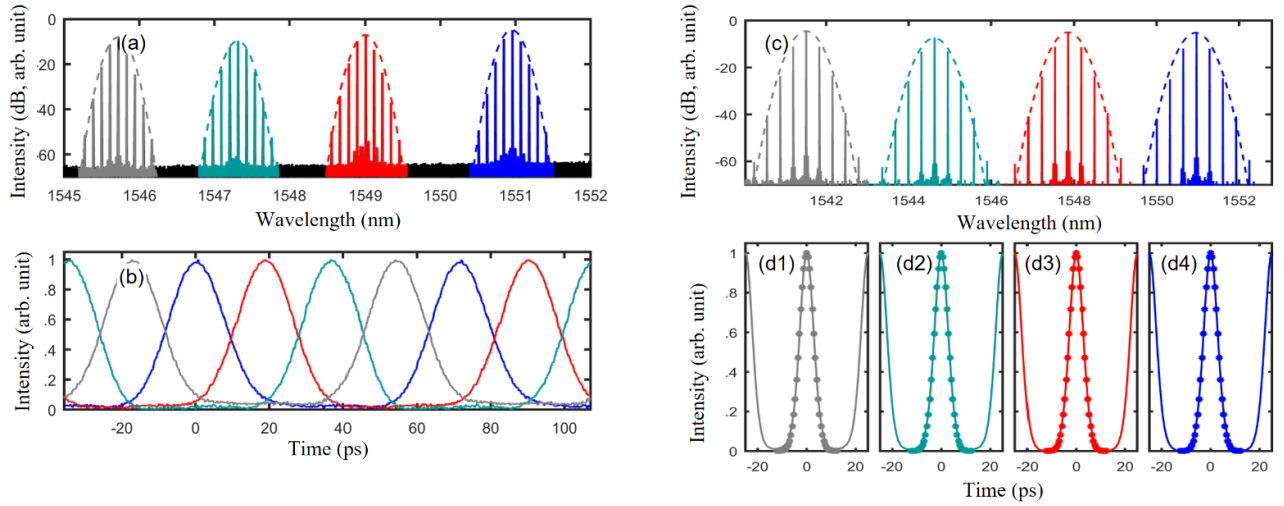 (a)
Intensity (dB, arb. unit)
0
-20
-40
-60
1545 1546 1547 1548 1549 1550 1551 1552
Wavelength (nm)
(b)
Intensity (arb. unit)
1
.8
.6
.4
.2
0
-20 0 20 40 60 80 100
Time (ps)
(c)
Intensity (dB, arb. unit)
0
-20
-40
-60
1542 1544 1546 1548 1550 1552
Wavelength (nm)
(d1) (d2) (d3) (d4)
Intensity (arb. unit)
1
.8
.6
.4
.2
0
-20 0 20 -20 0 20 -20 0 20 -20 0 20
Time (ps)